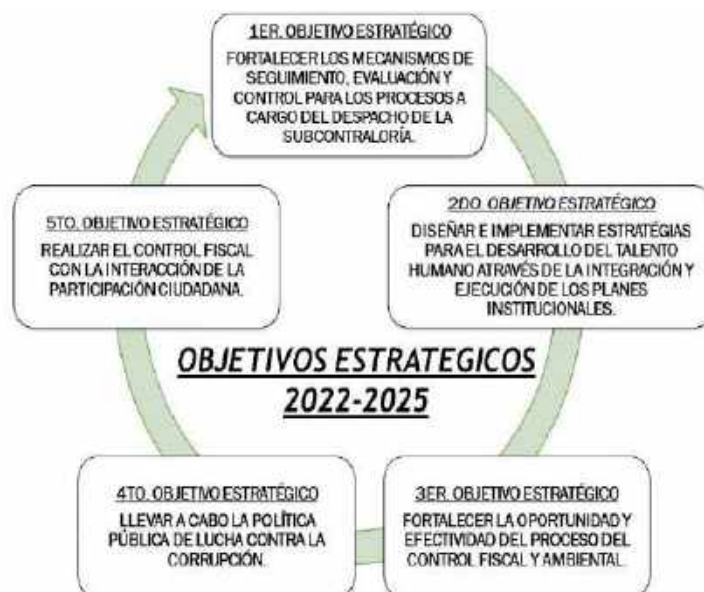 1ER. OBJETIVO ESTRATÉGICO
FORTALECER LOS MECANISMOS DE
SEGUIMIENTO, EVALUACIÓN Y
CONTROL PARA LOS PROCESOS A
CARGO DEL DESPACHO DE LA
SUBCONTRALORÍA.
2DO. OBJETIVO ESTRATÉGICO
DISEÑAR E IMPLEMENTAR ESTRATÉGIAS
PARA EL DESARROLLO DEL TALENTO
HUMANO ATRAVÉS DE LA INTEGRACIÓN Y
EJECUCIÓN DE LOS PLANES
INSTITUCIONALES.
3ER. OBJETIVO ESTRATÉGICO
FORTALECER LA OPORTUNIDAD Y
EFECTIVIDAD DEL PROCESO DEL
CONTROL FISCAL Y AMBIENTAL.
4TO. OBJETIVO ESTRATÉGICO
LLEVAR A CABO LA POLÍTICA
PÚBLICA DE LUCHA CONTRA LA
CORRUPCIÓN.
5TO. OBJETIVO ESTRATÉGICO
REALIZAR EL CONTROL FISCAL
CON LA INTERACCIÓN DE LA
PARTICIPACIÓN CIUDADANA.
OBJETIVOS ESTRATEGICOS
2022-2025